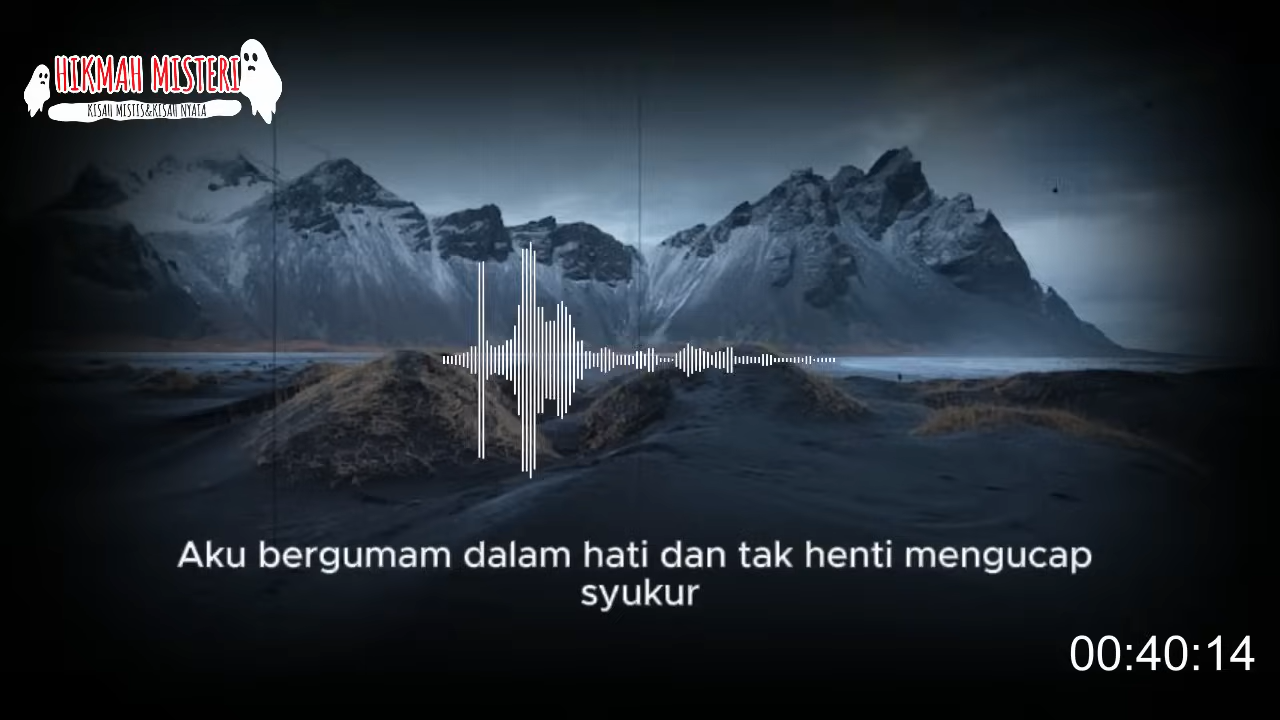 HIKMAH MISTERI
KISAH MISTIS&KISAH NYATA
Aku bergumam dalam hati dan tak henti mengucap
syukur
00:40:14